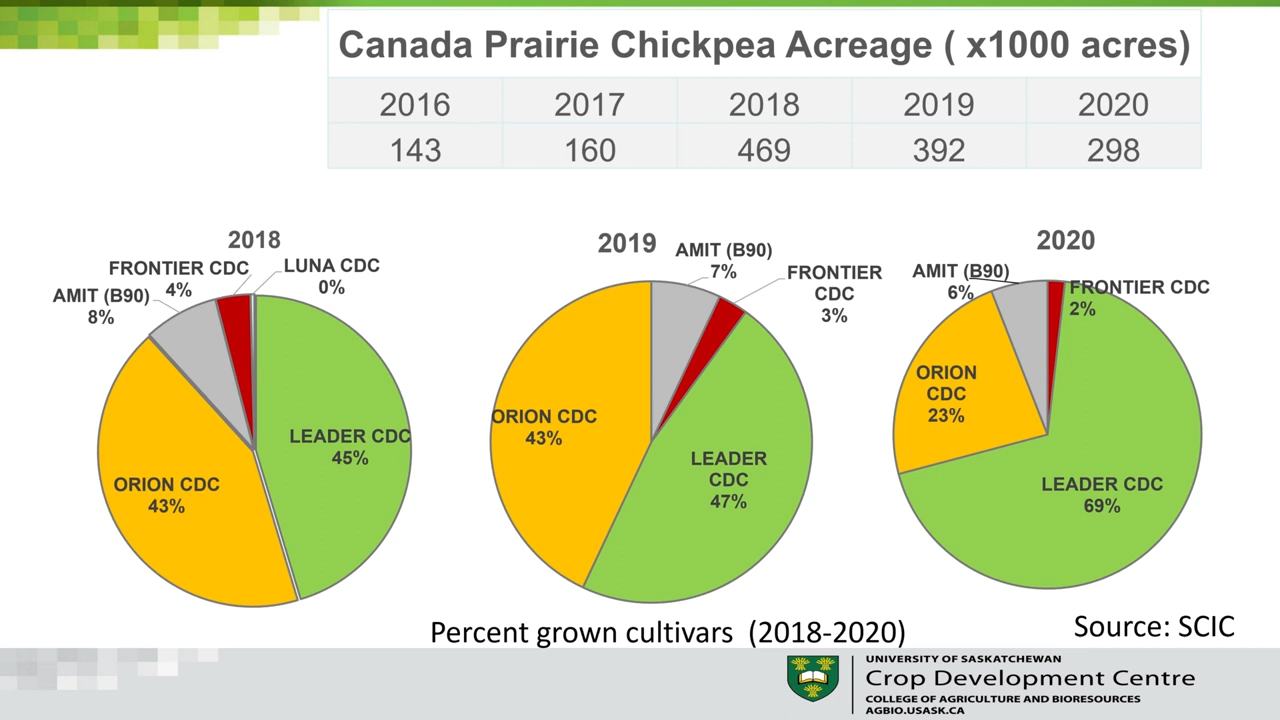 Canada Prairie Chickpea Acreage ( x1000 acres)
2016 2017 2018 2019 2020
143 160 469 392 298
2018
FRONTIER CDC
4%
LUNA CDC
0%
AMIT (B90)
8%
LEADER CDC
45%
ORION CDC
43%
2019
AMIT (B90)
7%
FRONTIER
CDC
3%
ORION CDC
43%
LEADER
CDC
47%
2020
AMIT (B90)
6%
FRONTIER CDC
2%
ORION
CDC
23%
LEADER CDC
69%
Percent grown cultivars (2018-2020)
Source: SCIC
UNIVERSITY OF SASKATCHEWAN
Crop Development Centre
COLLEGE OF AGRICULTURE AND BIORESOURCES
AGBIO.USASK.CA